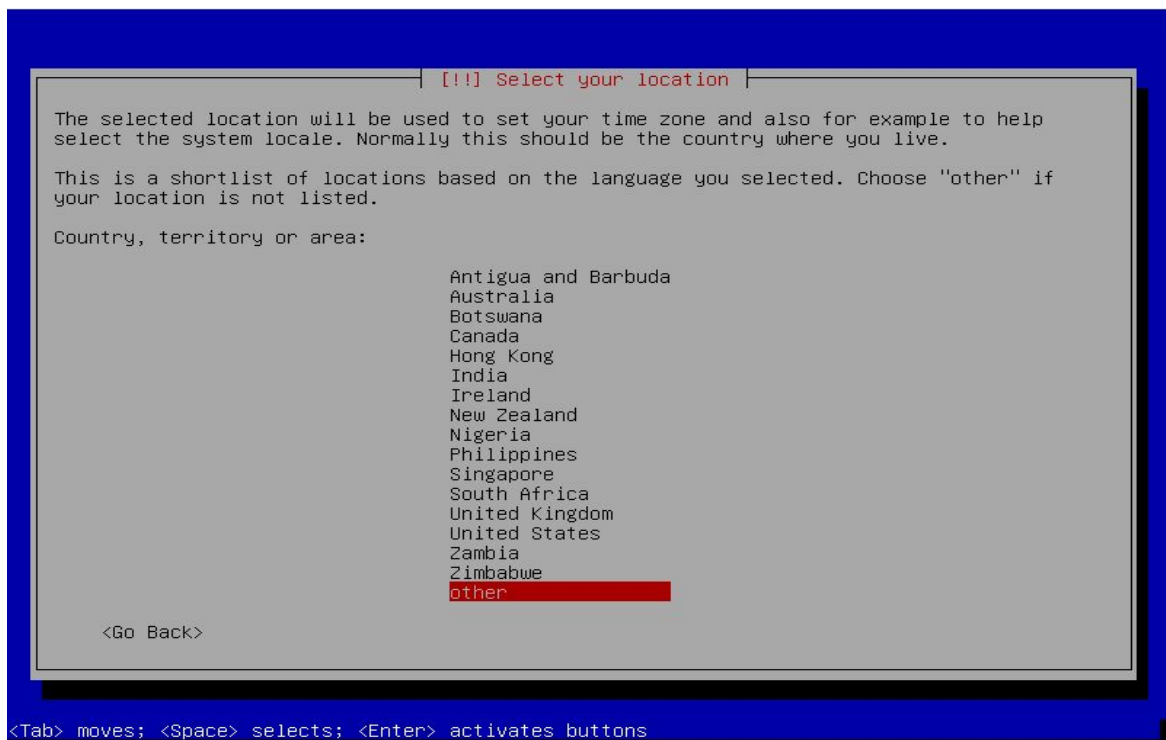 [!!] Select your location
The selected location will be used to set your time zone and also for example to help
select the system locale. Normally this should be the country where you live.
This is a shortlist of locations based on the language you selected. Choose "other" if
your location is not listed.
Country, territory or area:
Antigua and Barbuda
Australia
Botswana
Canada
Hong Kong
India
Ireland
New Zealand
Nigeria
Philippines
Singapore
South Africa
United Kingdom
United States
Zambia
Zimbabwe
other
<Go Back>
<Tab> moves; <Space> selects; <Enter> activates buttons